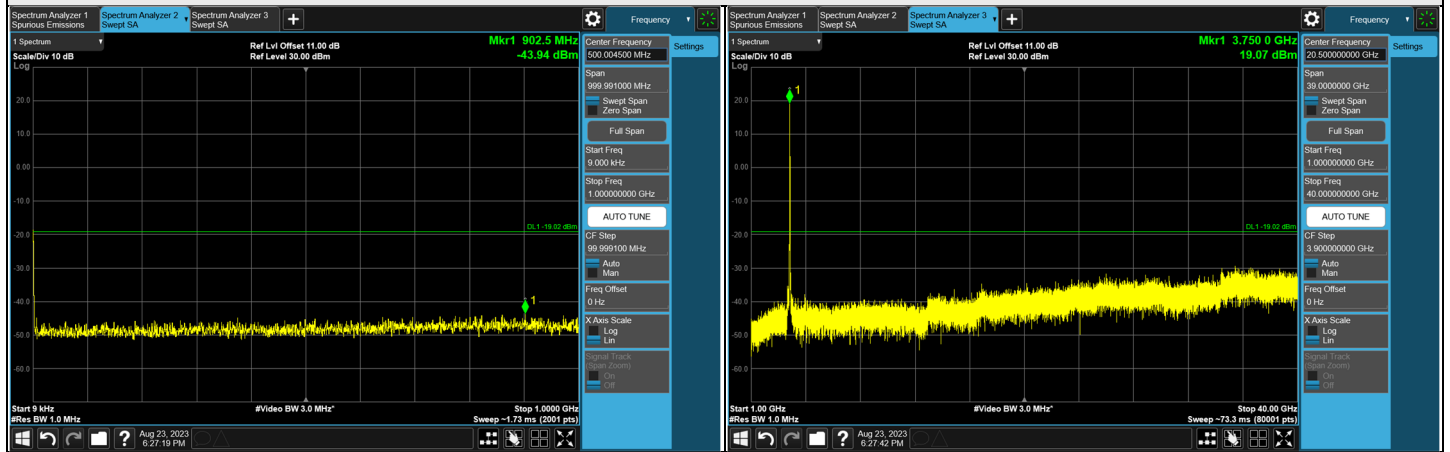 Spectrum Analyzer 1
Spurious Emissions
Spectrum Analyzer 2
Swept SA
Spectrum Analyzer 3
Swept SA
Frequency
1 Spectrum
Scale/Div 10 dB
Log
Ref Lvl Offset 11.00 dB
Ref Level 30.00 dBm
Mkr1 902.5 MHz
-43.94 dBm
1
20.0
10.0
0.00
-10.0
-20.0
-30.0
-40.0
-50.0
-60.0
DL1 -19.02 dBm
Start 9 kHz
#Res BW 1.0 MHz
#Video BW 3.0 MHz*
Stop 1.0000 GHz
Sweep ~1.73 ms (2001 pts)
Center Frequency
500.004500 MHz
Settings
Span
999.991000 MHz
Swept Span
Zero Span
Full Span
Start Freq
9.000 kHz
Stop Freq
1.000000000 GHz
AUTO TUNE
CF Step
99.999100 MHz
Auto
Man
Freq Offset
0 Hz
X Axis Scale
Log
Lin
Signal Track
(Span Zoom)
On
Off
?
Aug 23, 2023
6:27:19 PM
Spectrum Analyzer 1
Spurious Emissions
Spectrum Analyzer 2
Swept SA
Spectrum Analyzer 3
Swept SA
Frequency
1 Spectrum
Scale/Div 10 dB
Log
Ref Lvl Offset 11.00 dB
Ref Level 30.00 dBm
Mkr1 3.750 0 GHz
19.07 dBm
1
20.0
10.0
0.00
-10.0
-20.0
-30.0
-40.0
-50.0
-60.0
DL1 -19.02 dBm
Start 1.00 GHz
#Res BW 1.0 MHz
#Video BW 3.0 MHz*
Stop 40.00 GHz
Sweep ~73.3 ms (80001 pts)
Center Frequency
20.500000000 GHz
Settings
Span
39.0000000 GHz
Swept Span
Zero Span
Full Span
Start Freq
1.000000000 GHz
Stop Freq
40.000000000 GHz
AUTO TUNE
CF Step
3.900000000 GHz
Auto
Man
Freq Offset
0 Hz
X Axis Scale
Log
Lin
Signal Track
(Span Zoom)
On
Off
?
Aug 23, 2023
6:27:42 PM